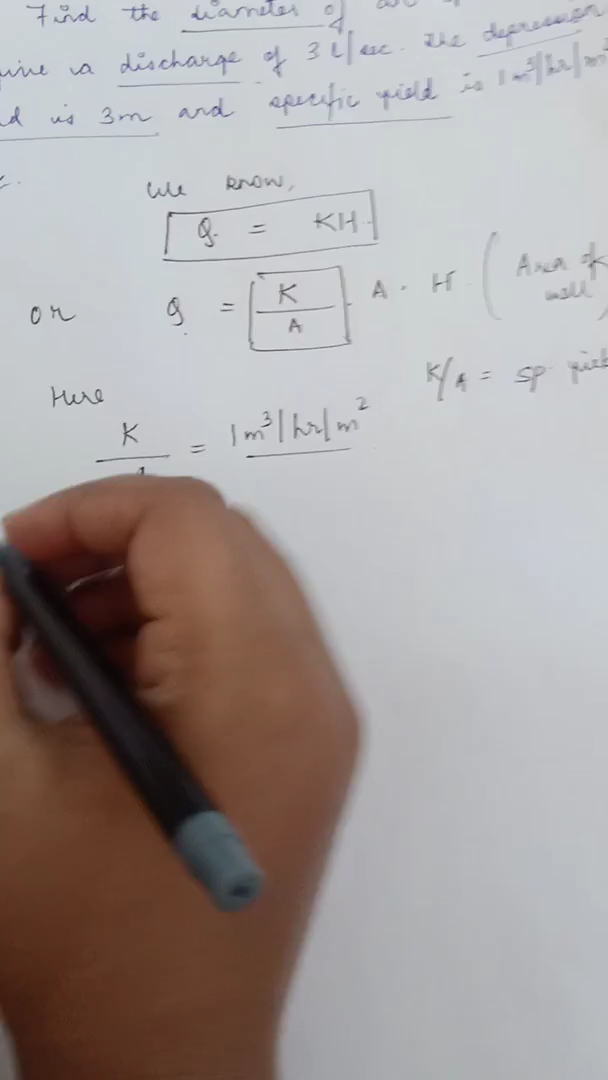 Find the diameter of
a discharge of 3 L/sec. The depression
is 3m and specific yield is 1m³/hr/m²
We know,
Q = KH
or Q = [K/A] . A . H (Area of well)
K/A = sp. yield
Here
K/A = 1m³/hr/m²